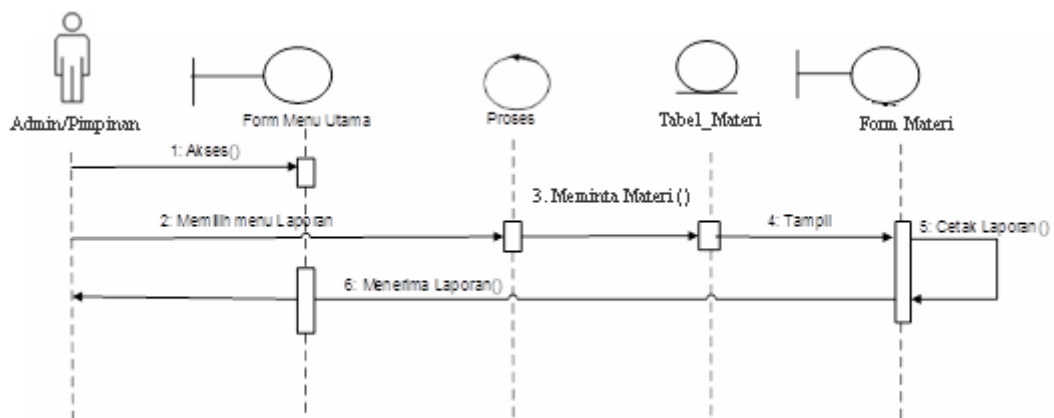 Admin/Pimpinan
Form Menu Utama
Proses
Tabel_Materi
Form Materi
1: Akses()
2: Memilih menu Laporan
3. Meminta Materi ()
4: Tampil
5: Cetak Laporan()
6: Menerima Laporan()